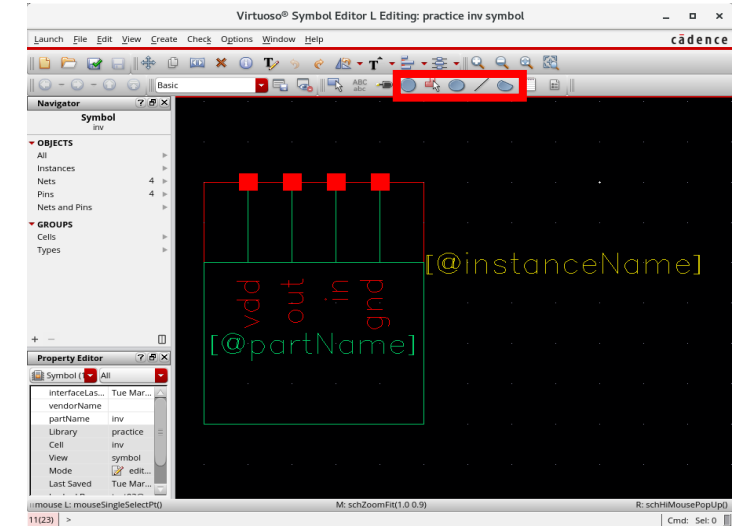 Virtuoso® Symbol Editor L Editing: practice inv symbol
Launch File Edit View Create Check Options Window Help
cādence
Basic
ABC
abc
Navigator
Symbol
inv
OBJECTS
All
Instances
Nets 4
Pins 4
Nets and Pins
GROUPS
Cells
Types
[@instanceName]
vdd
out
in
gnd
[@partName]
Property Editor
Symbol (1 All
interfaceLas... Tue Mar...
vendorName
partName inv
Library practice
Cell inv
View symbol
Mode edit...
Last Saved Tue Mar...
mouse L: mouseSingleSelectPt() M: schZoomFit(1.0 0.9) R: schHiMousePopUp()
11(23) > Cmd: Sel: 0